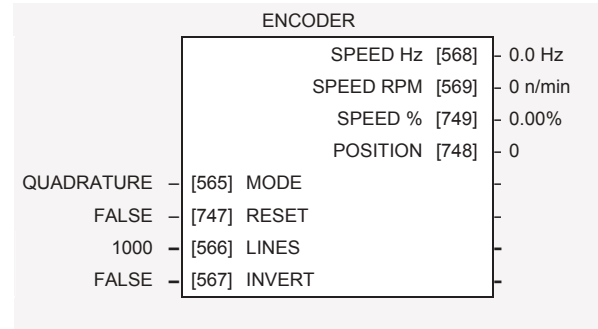 ENCODER
SPEED Hz [568] – 0.0 Hz
SPEED RPM [569] – 0 n/min
SPEED % [749] – 0.00%
POSITION [748] – 0
QUADRATURE – [565] MODE –
FALSE – [747] RESET –
1000 – [566] LINES –
FALSE – [567] INVERT –